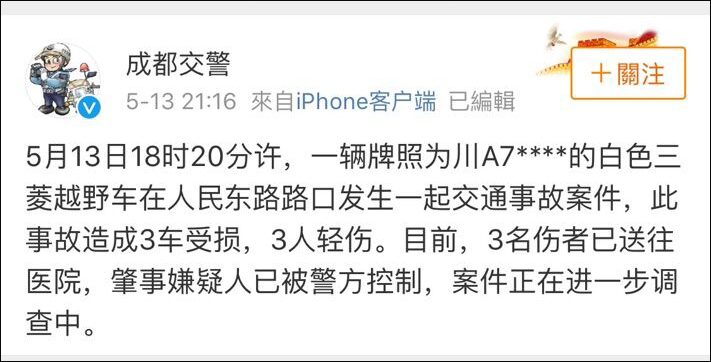 成都交警
5-13 21:16 來自iPhone客户端 已編輯
+關注
5月13日18时20分许，一辆牌照为川A7****的白色三
菱越野车在人民东路路口发生一起交通事故案件，此
事故造成3车受损，3人轻伤。目前，3名伤者已送往
医院，肇事嫌疑人已被警方控制，案件正在进一步调
查中。